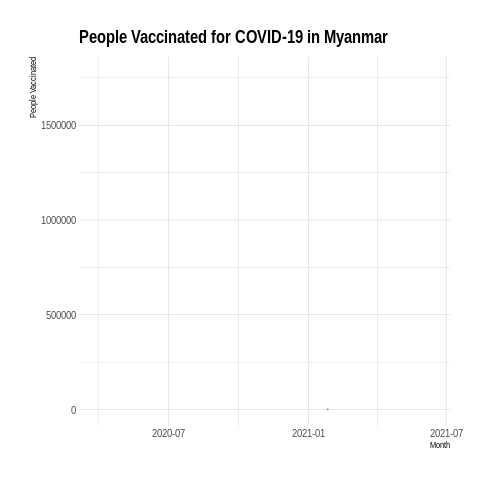 People Vaccinated for COVID-19 in Myanmar
People Vaccinated
1500000
1000000
500000
0
2020-07 2021-01 2021-07
Month